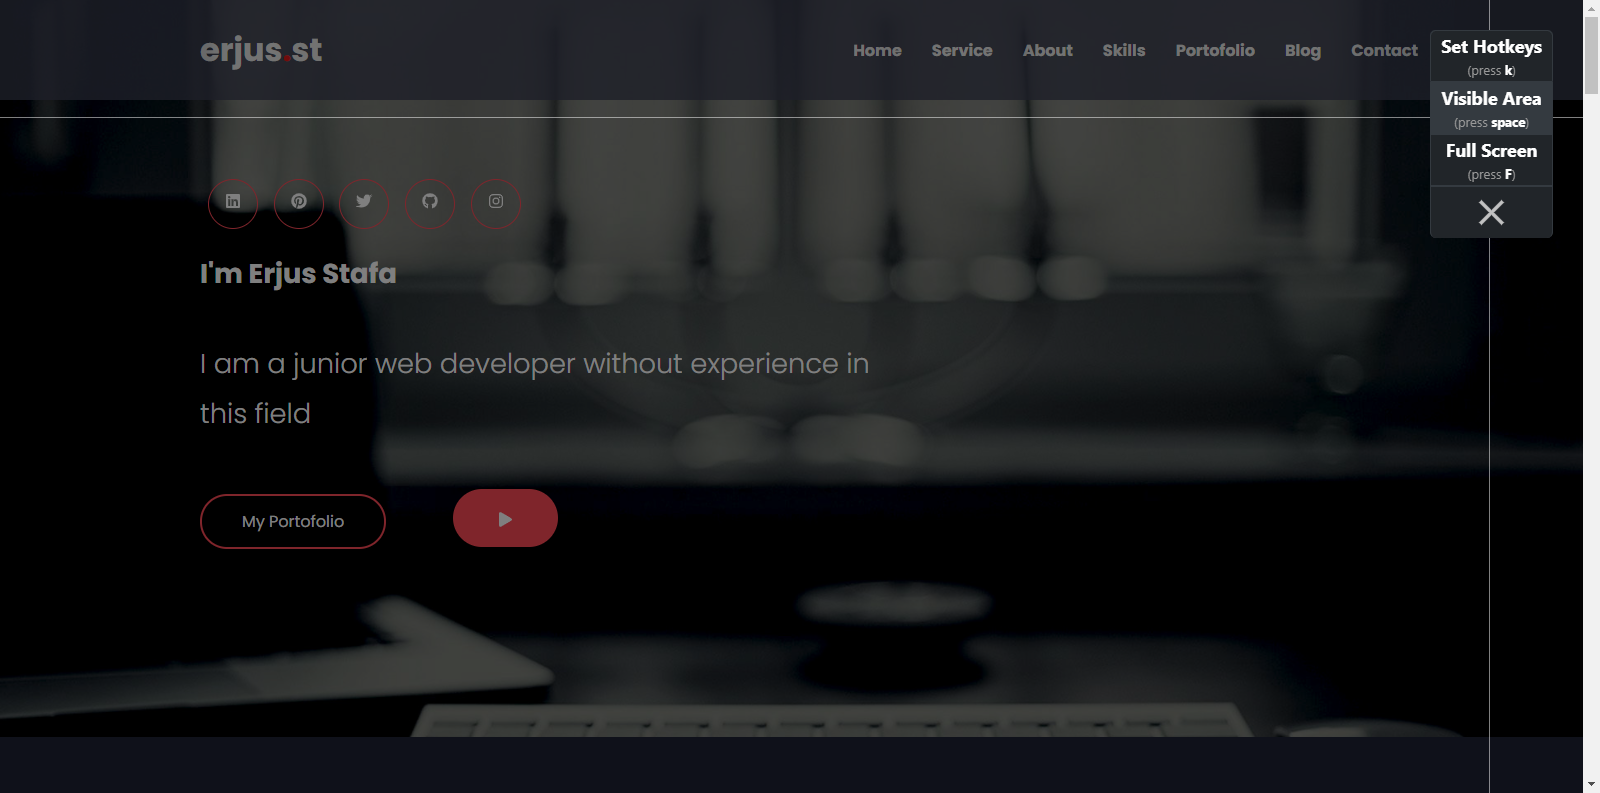 erjus.st
Home Service About Skills Portofolio Blog Contact
Set Hotkeys
(press k)
Visible Area
(press space)
Full Screen
(press F)
I'm Erjus Stafa
I am a junior web developer without experience in
this field
My Portofolio